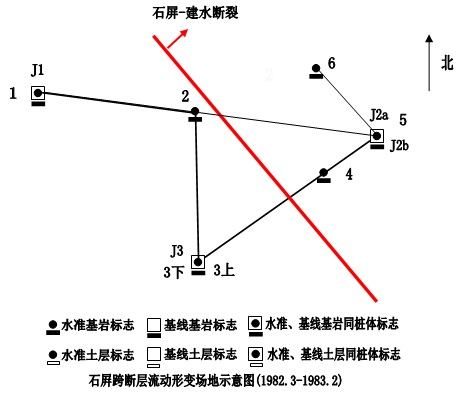 石屏-建水断裂
北
J1
1
2
6
J2a
5
J2b
4
J3
3下
3上
水准基岩标志
基线基岩标志
水准、基线基岩同桩体标志
水准土层标志
基线土层标志
水准、基线土层同桩体标志
石屏跨断层流动形变场地示意图(1982.3-1983.2)